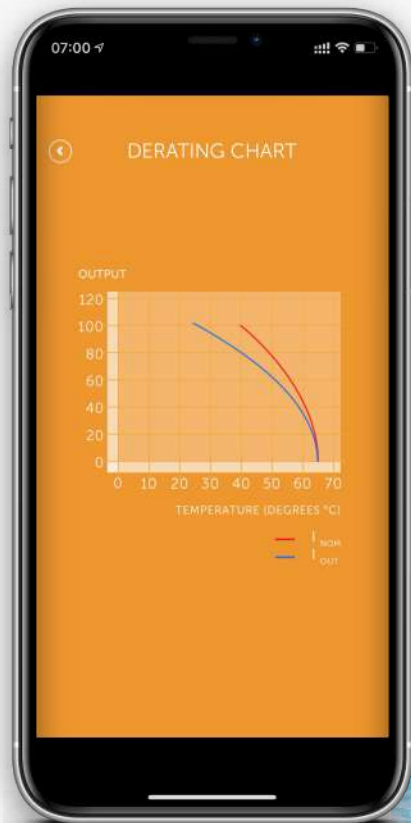 07:00
DERATING CHART
OUTPUT
120
100
80
60
40
20
0
0 10 20 30 40 50 60 70
TEMPERATURE (DEGREES °C)
I NOM
I OUT